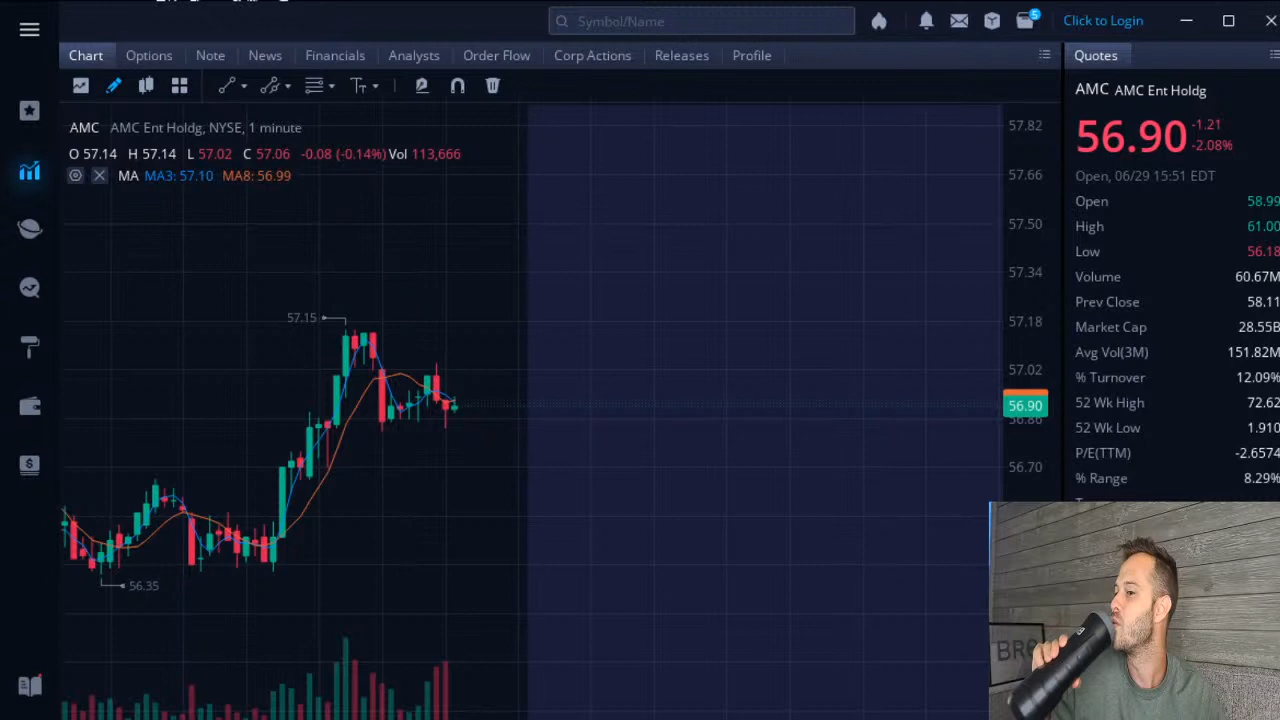 Symbol/Name
5
Click to Login
Chart Options Note News Financials Analysts Order Flow Corp Actions Releases Profile
Quotes
AMC AMC Ent Holdg
56.90 -1.21
-2.08%
Open, 06/29 15:51 EDT
Open 58.99
High 61.00
Low 56.18
Volume 60.67M
Prev Close 58.11
Market Cap 28.55B
Avg Vol(3M) 151.82M
% Turnover 12.09%
52 Wk High 72.62
52 Wk Low 1.910
P/E(TTM) -2.6574
% Range 8.29%
AMC AMC Ent Holdg, NYSE, 1 minute
O 57.14 H 57.14 L 57.02 C 57.06 -0.08 (-0.14%) Vol 113,666
MA MA3: 57.10 MA8: 56.99
57.82
57.66
57.50
57.34
57.18
57.02
56.90
56.86
56.70
57.15
56.35
BRE